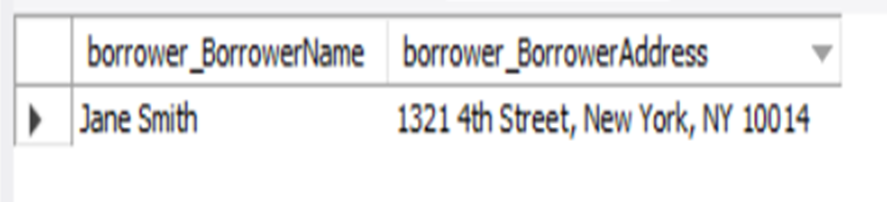 borrower_BorrowerName borrower_BorrowerAddress
Jane Smith 1321 4th Street, New York, NY 10014